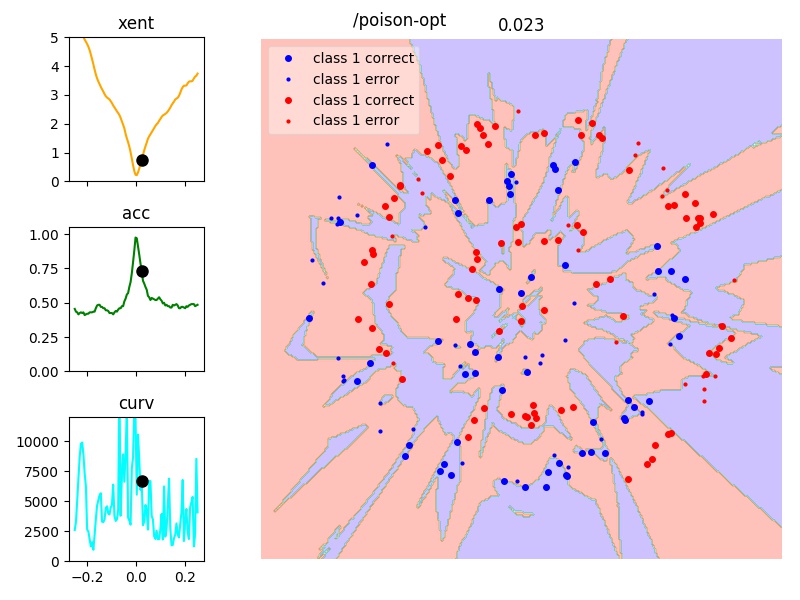 /poison-opt
0.023
xent
5
4
3
2
1
0
acc
1.00
0.75
0.50
0.25
0.00
curv
10000
7500
5000
2500
0
−0.2 0.0 0.2
class 1 correct
class 1 error
class 1 correct
class 1 error